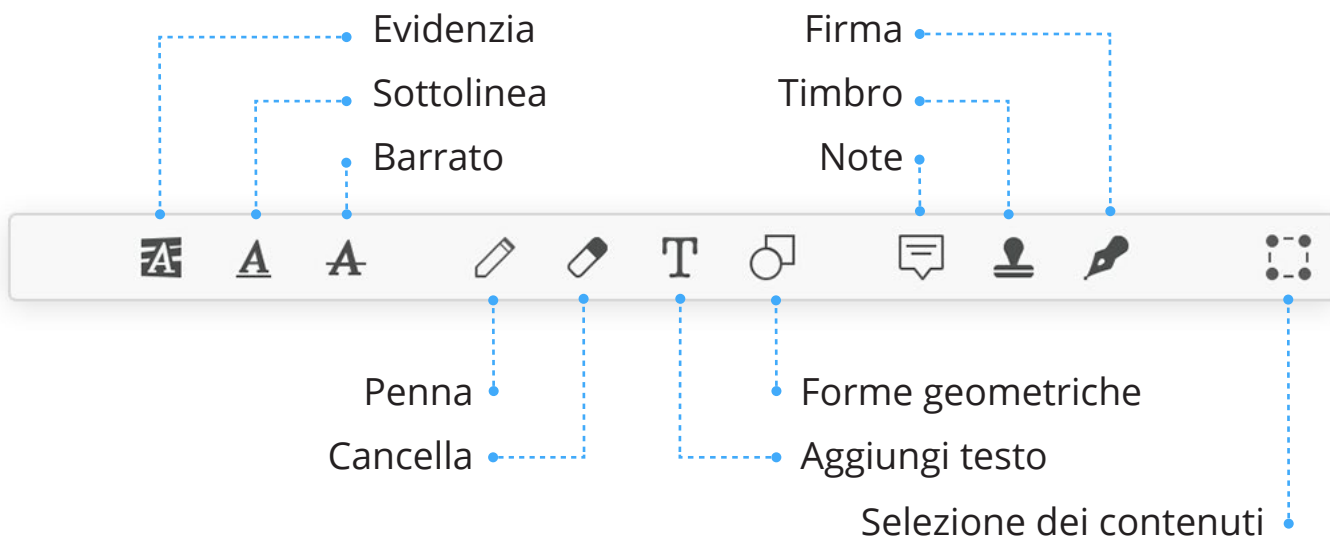 Evidenzia
Sottolinea
Barrato
Firma
Timbro
Note
Penna
Cancella
Forme geometriche
Aggiungi testo
Selezione dei contenuti